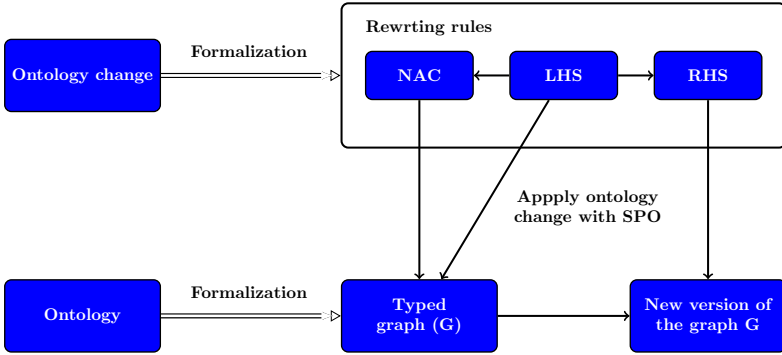 Rewrting rules
Formalization
Ontology change
NAC
LHS
RHS
Appply ontology
change with SPO
Formalization
Ontology
Typed
graph (G)
New version of
the graph G